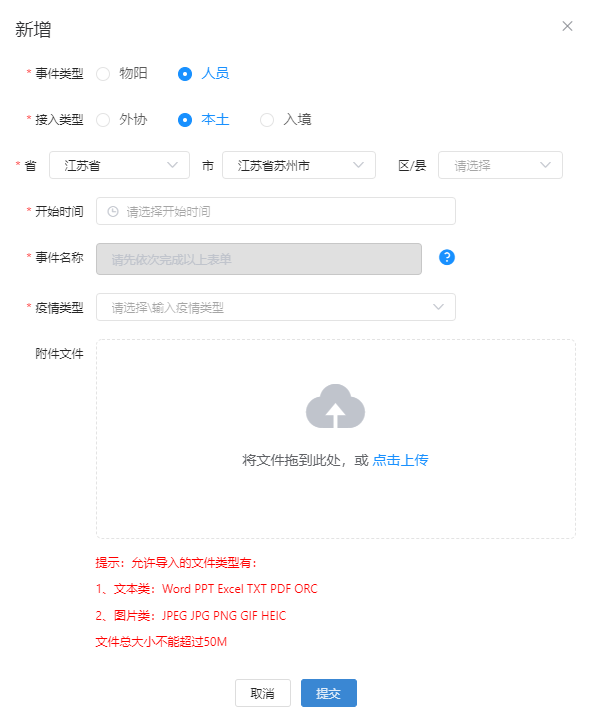 新增
* 事件类型 物阳 人员
* 接入类型 外协 本土 入境
* 省 江苏省 市 江苏省苏州市 区/县 请选择
* 开始时间 请选择开始时间
* 事件名称 请先依次完成以上表单 ?
* 疫情类型 请选择\输入疫情类型
附件文件
将文件拖到此处，或 点击上传
提示：允许导入的文件类型有：
1、文本类：Word PPT Excel TXT PDF ORC
2、图片类：JPEG JPG PNG GIF HEIC
文件总大小不能超过50M
取消 提交